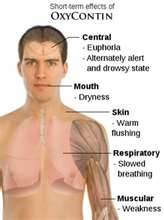 Short-term effects of
OXYCONTIN
Central
- Euphoria
- Alternately alert
and drowsy state
Mouth
- Dryness
Skin
- Warm
flushing
Respiratory
- Slowed
breathing
Muscular
- Weakness